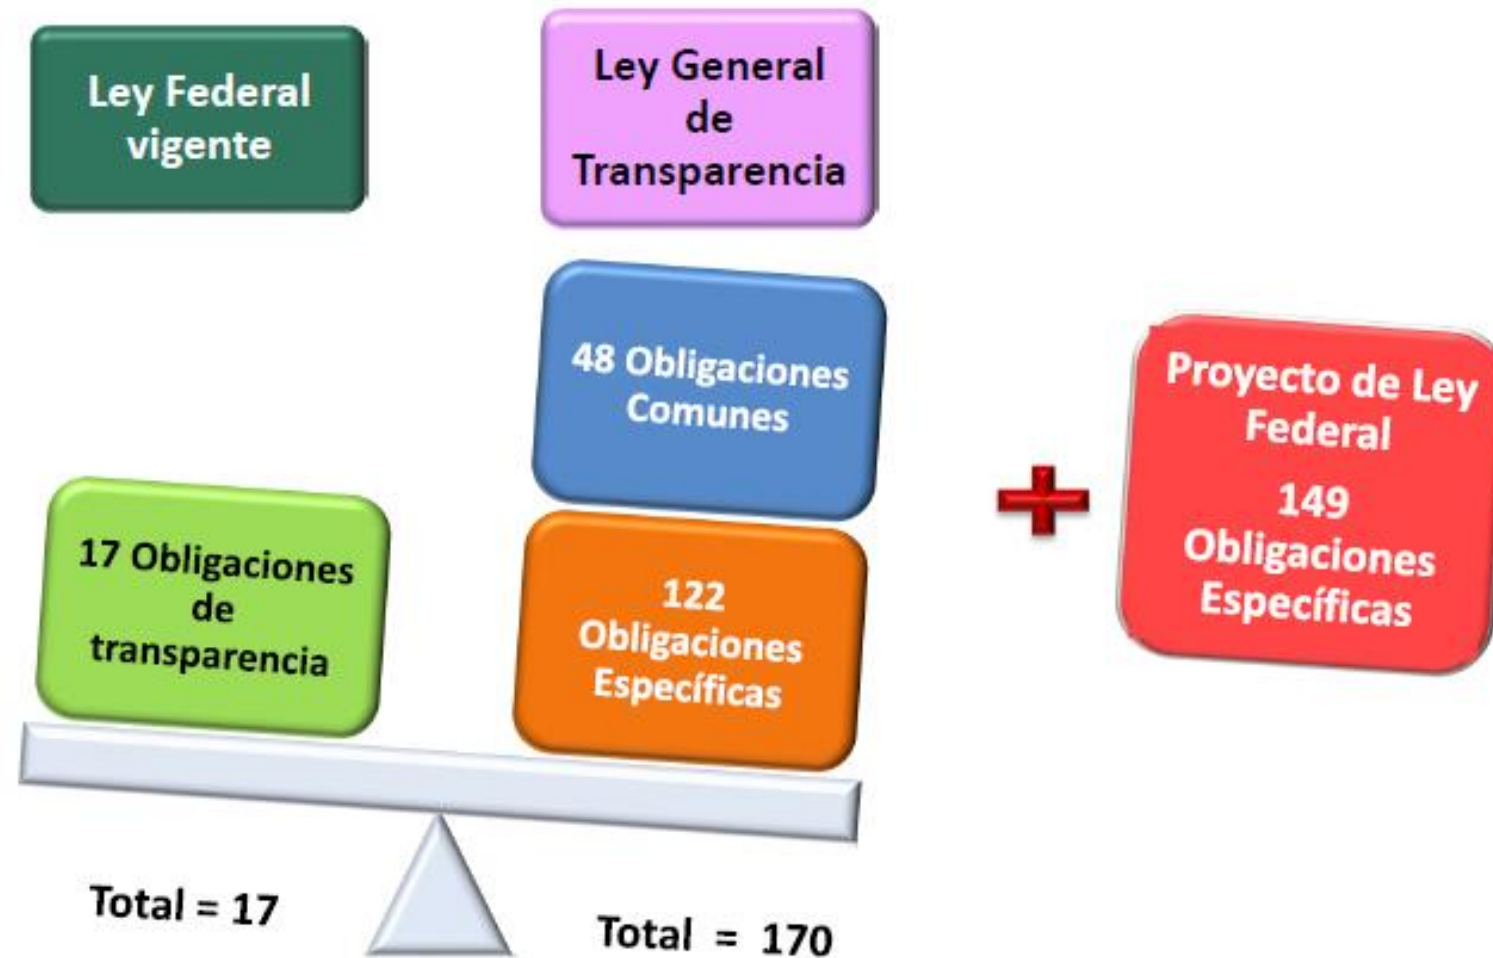 Ley Federal
vigente
Ley General
de
Transparencia
48 Obligaciones
Comunes
17 Obligaciones
de
transparencia
122
Obligaciones
Específicas
Proyecto de Ley
Federal
149
Obligaciones
Específicas
Total = 17
Total = 170